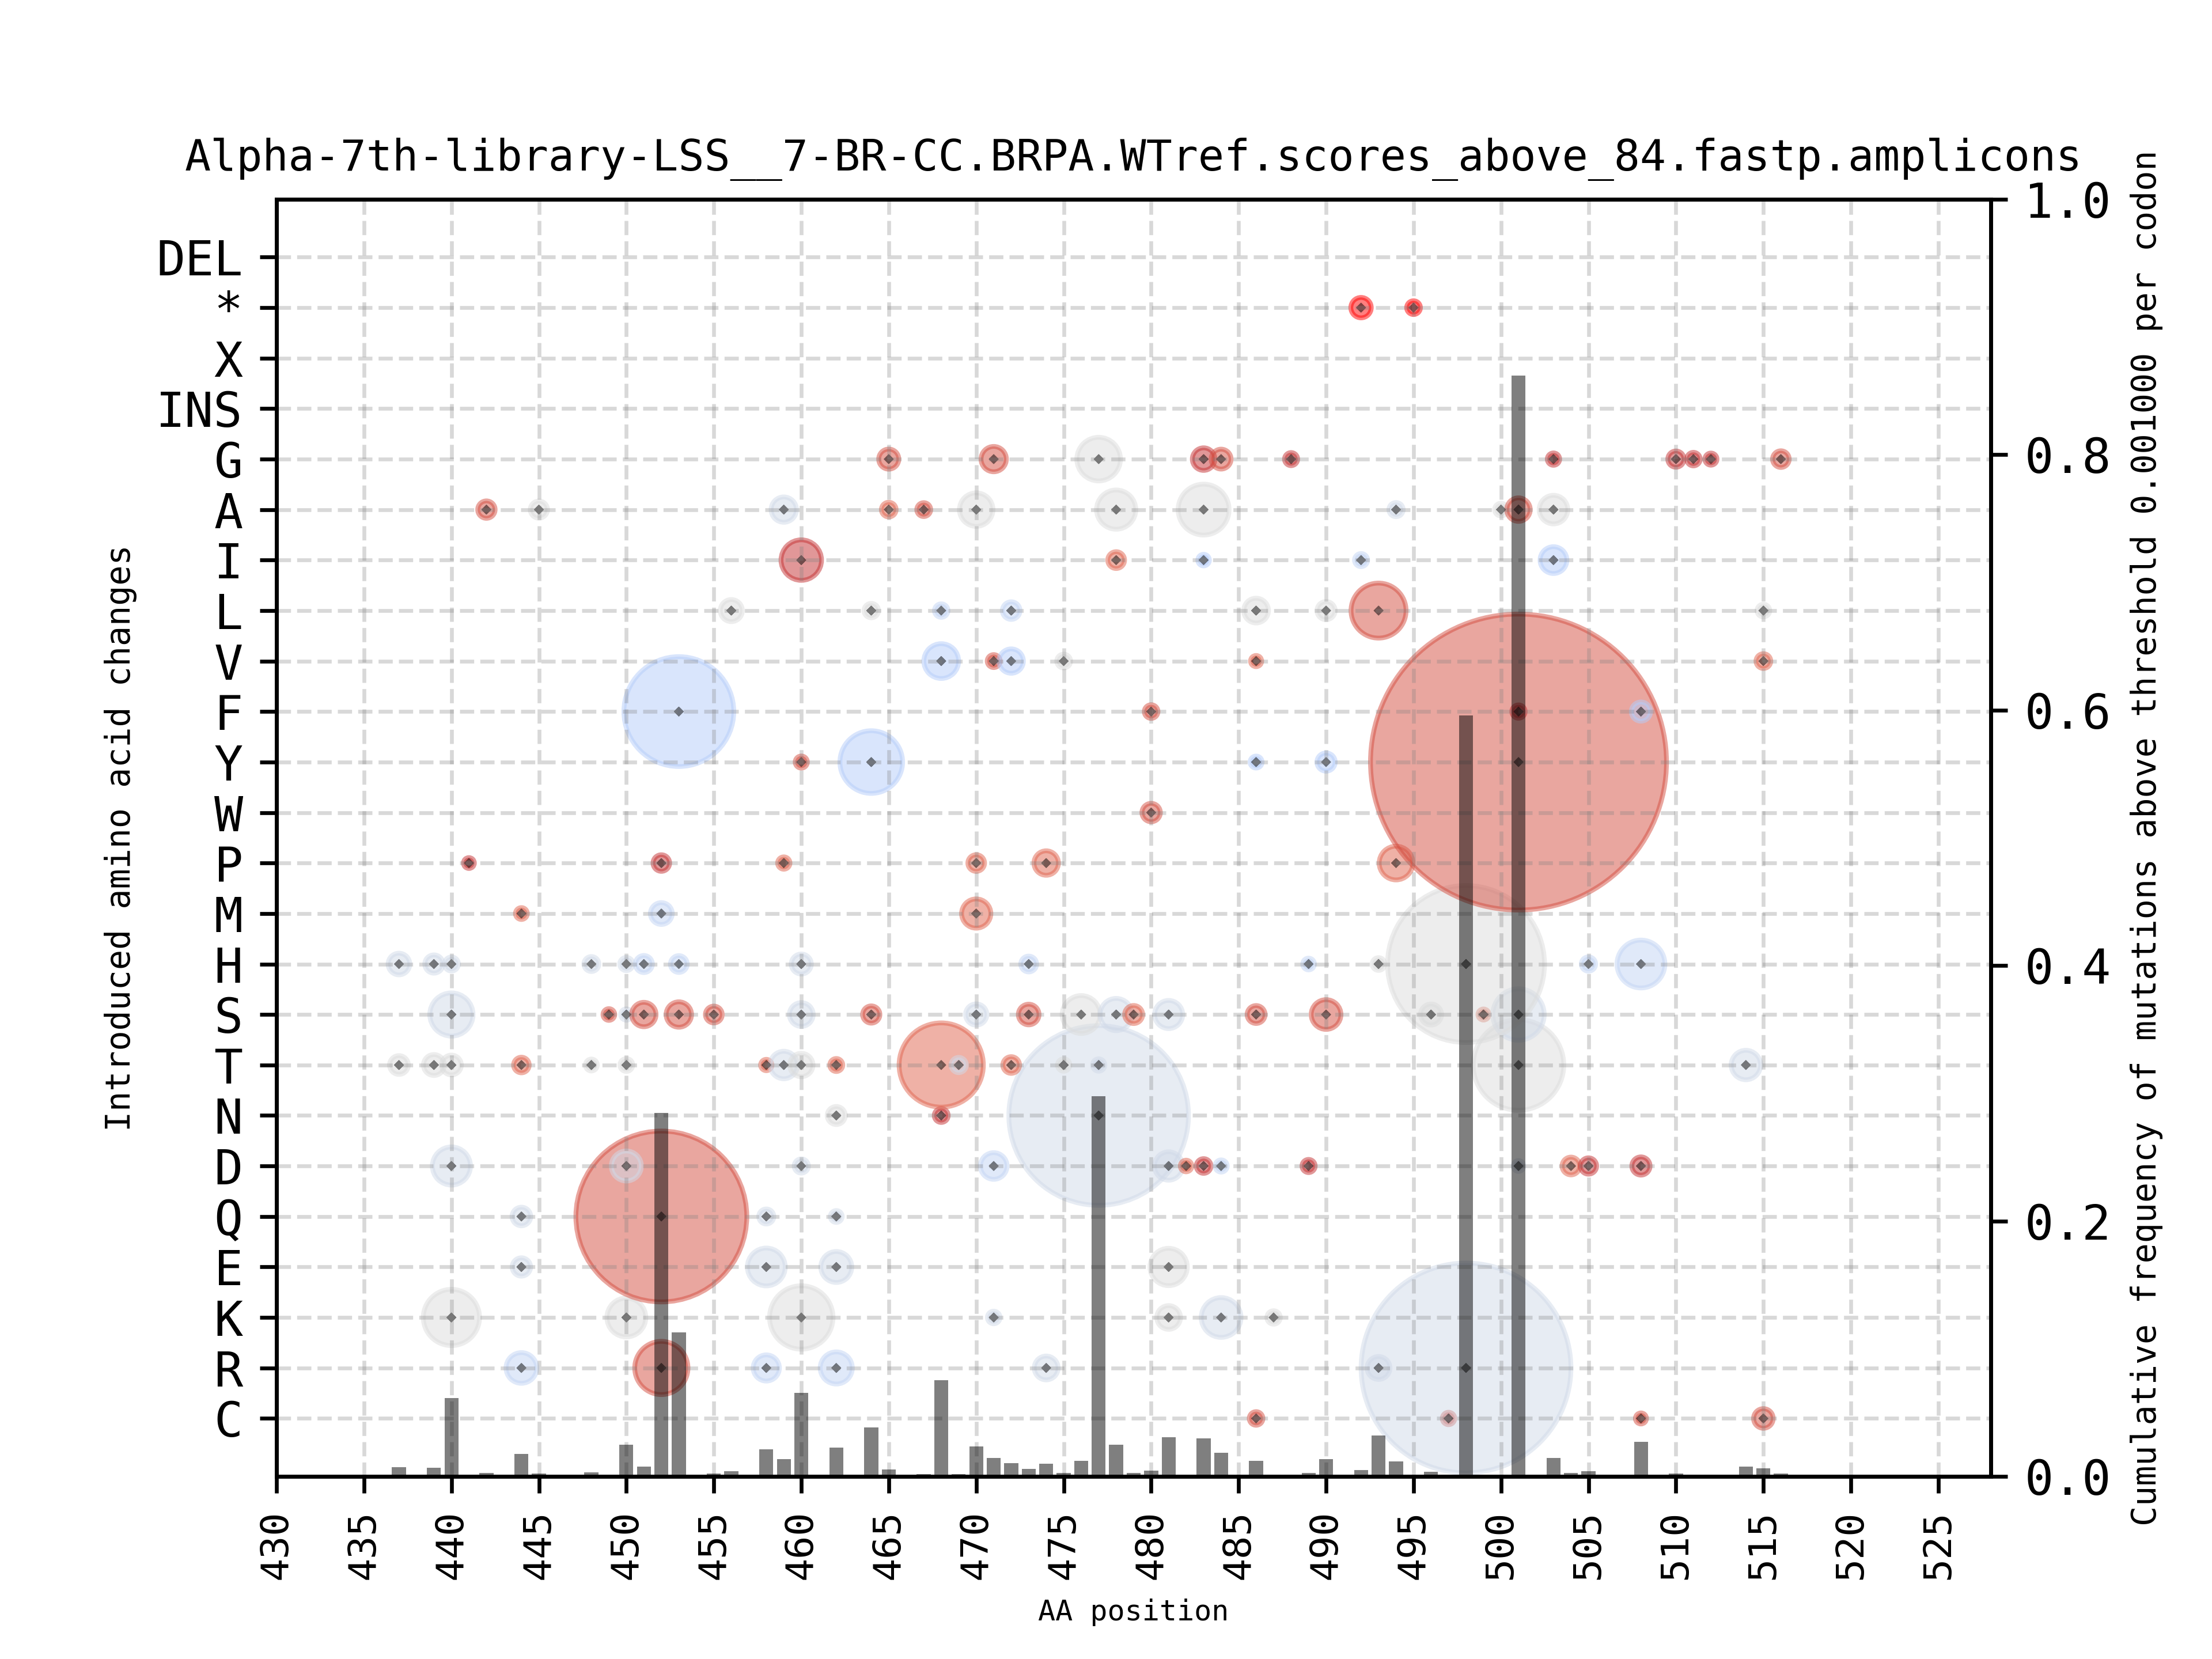 Alpha-7th-library-LSS__7-BR-CC.BRPA.WTref.scores_above_84.fastp.amplicons
Introduced amino acid changes
DEL
*
X
INS
G
A
I
L
V
F
Y
W
P
M
H
S
T
N
D
Q
E
K
R
C
1.0
0.8
0.6
0.4
0.2
0.0
Cumulative frequency of mutations above threshold 0.001000 per codon
430
435
440
445
450
455
460
465
470
475
480
485
490
495
500
505
510
515
520
525
AA position